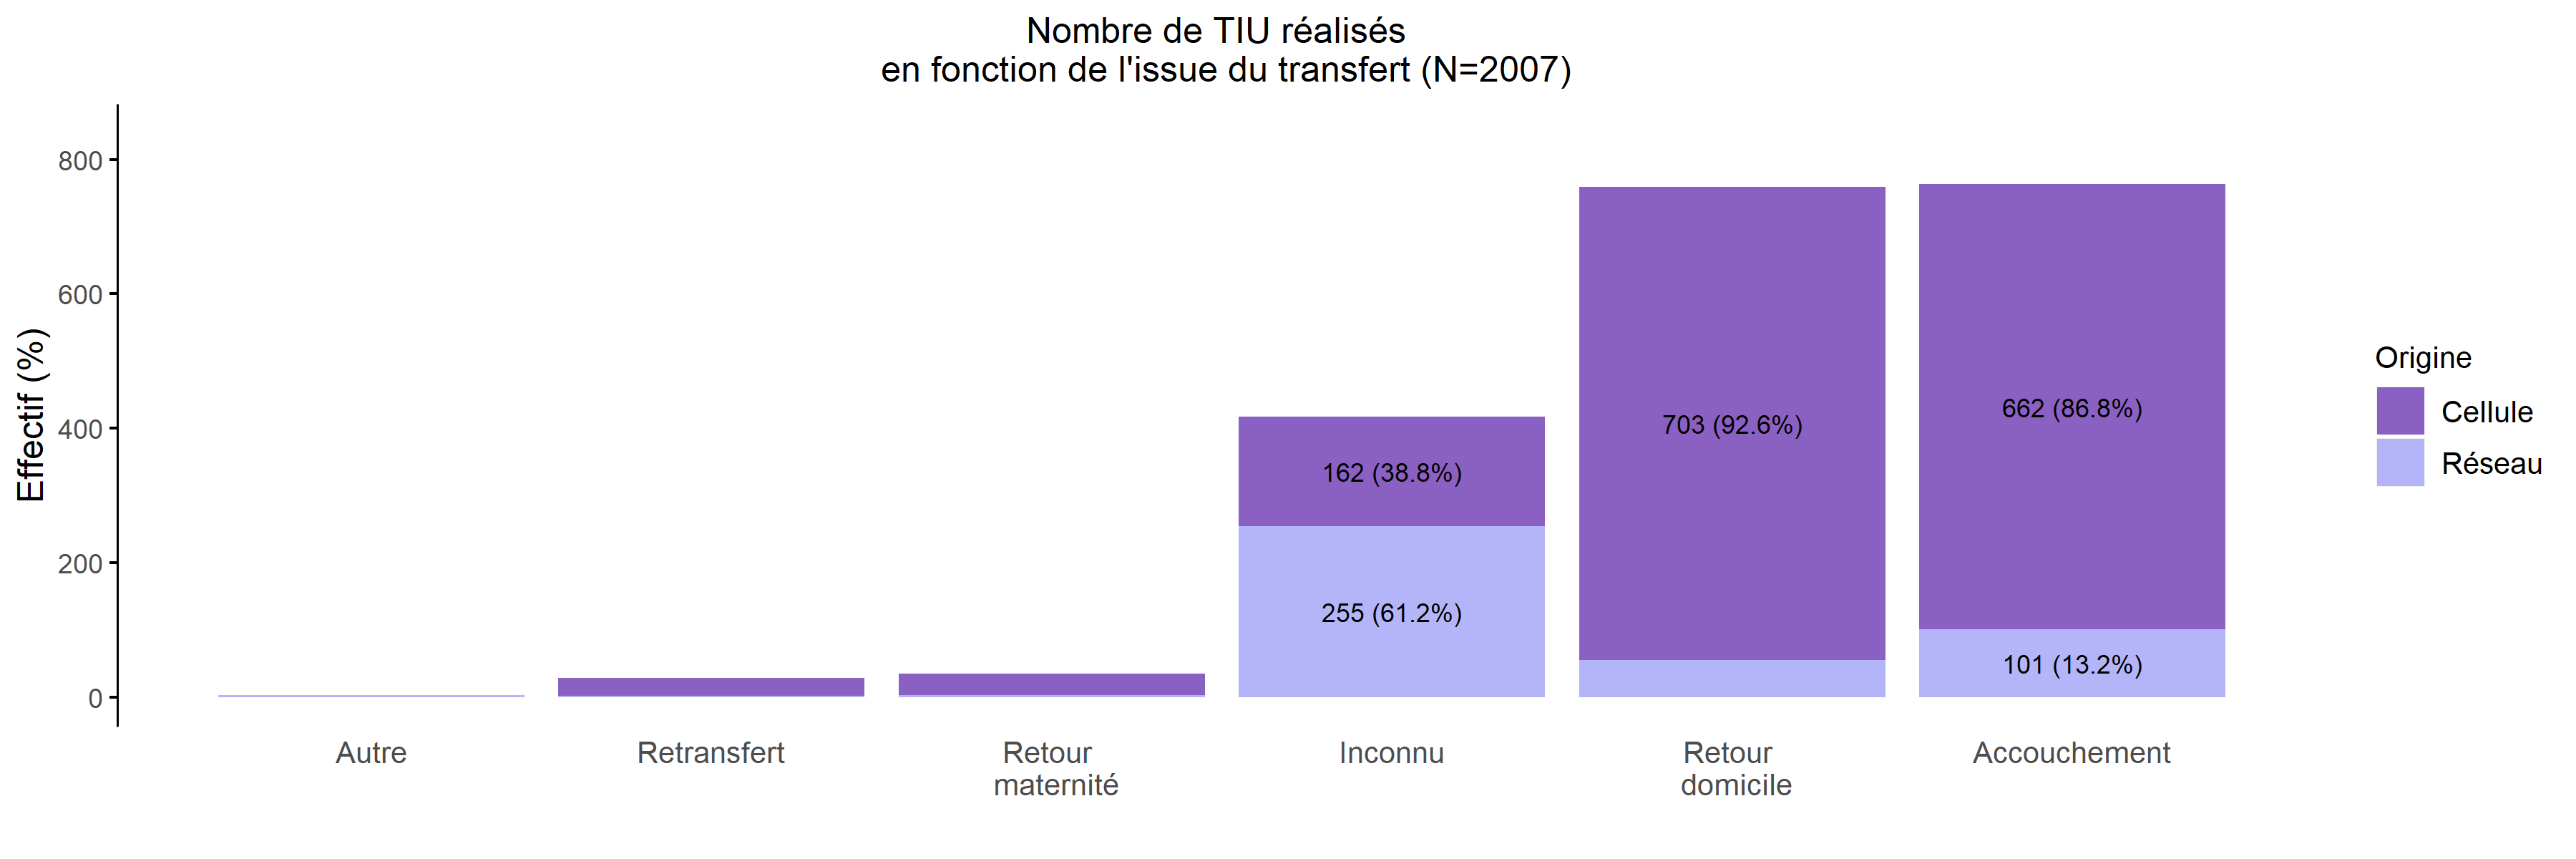 Nombre de TIU réalisés
en fonction de l'issue du transfert (N=2007)
Effectif (%)
800
600
400
200
0
162 (38.8%)
255 (61.2%)
703 (92.6%)
662 (86.8%)
101 (13.2%)
Autre
Retransfert
Retour
maternité
Inconnu
Retour
domicile
Accouchement
Origine
Cellule
Réseau